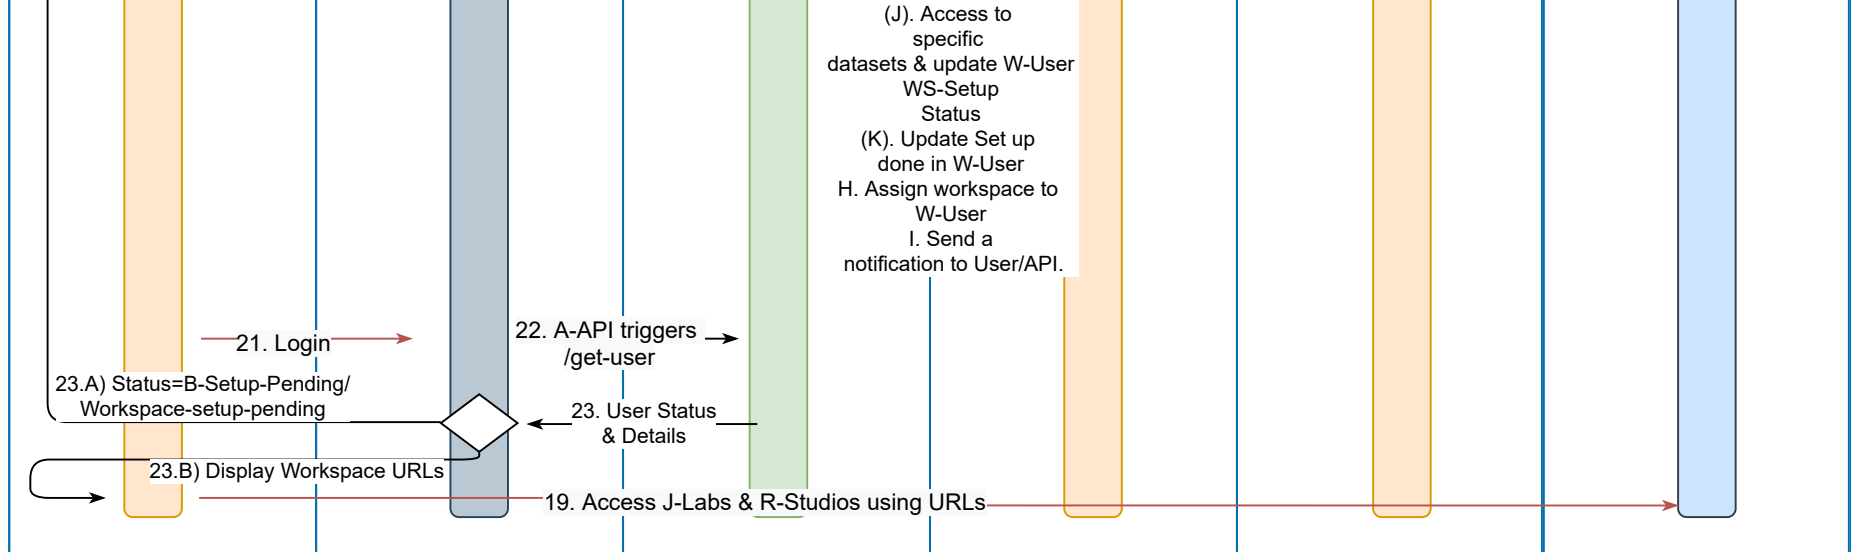 (J). Access to
specific
datasets & update W-User
WS-Setup
Status
(K). Update Set up
done in W-User
H. Assign workspace to
W-User
I. Send a
notification to User/API.
21. Login
22. A-API triggers
/get-user
23.A) Status=B-Setup-Pending/
Workspace-setup-pending
23. User Status
& Details
23.B) Display Workspace URLs
19. Access J-Labs & R-Studios using URLs